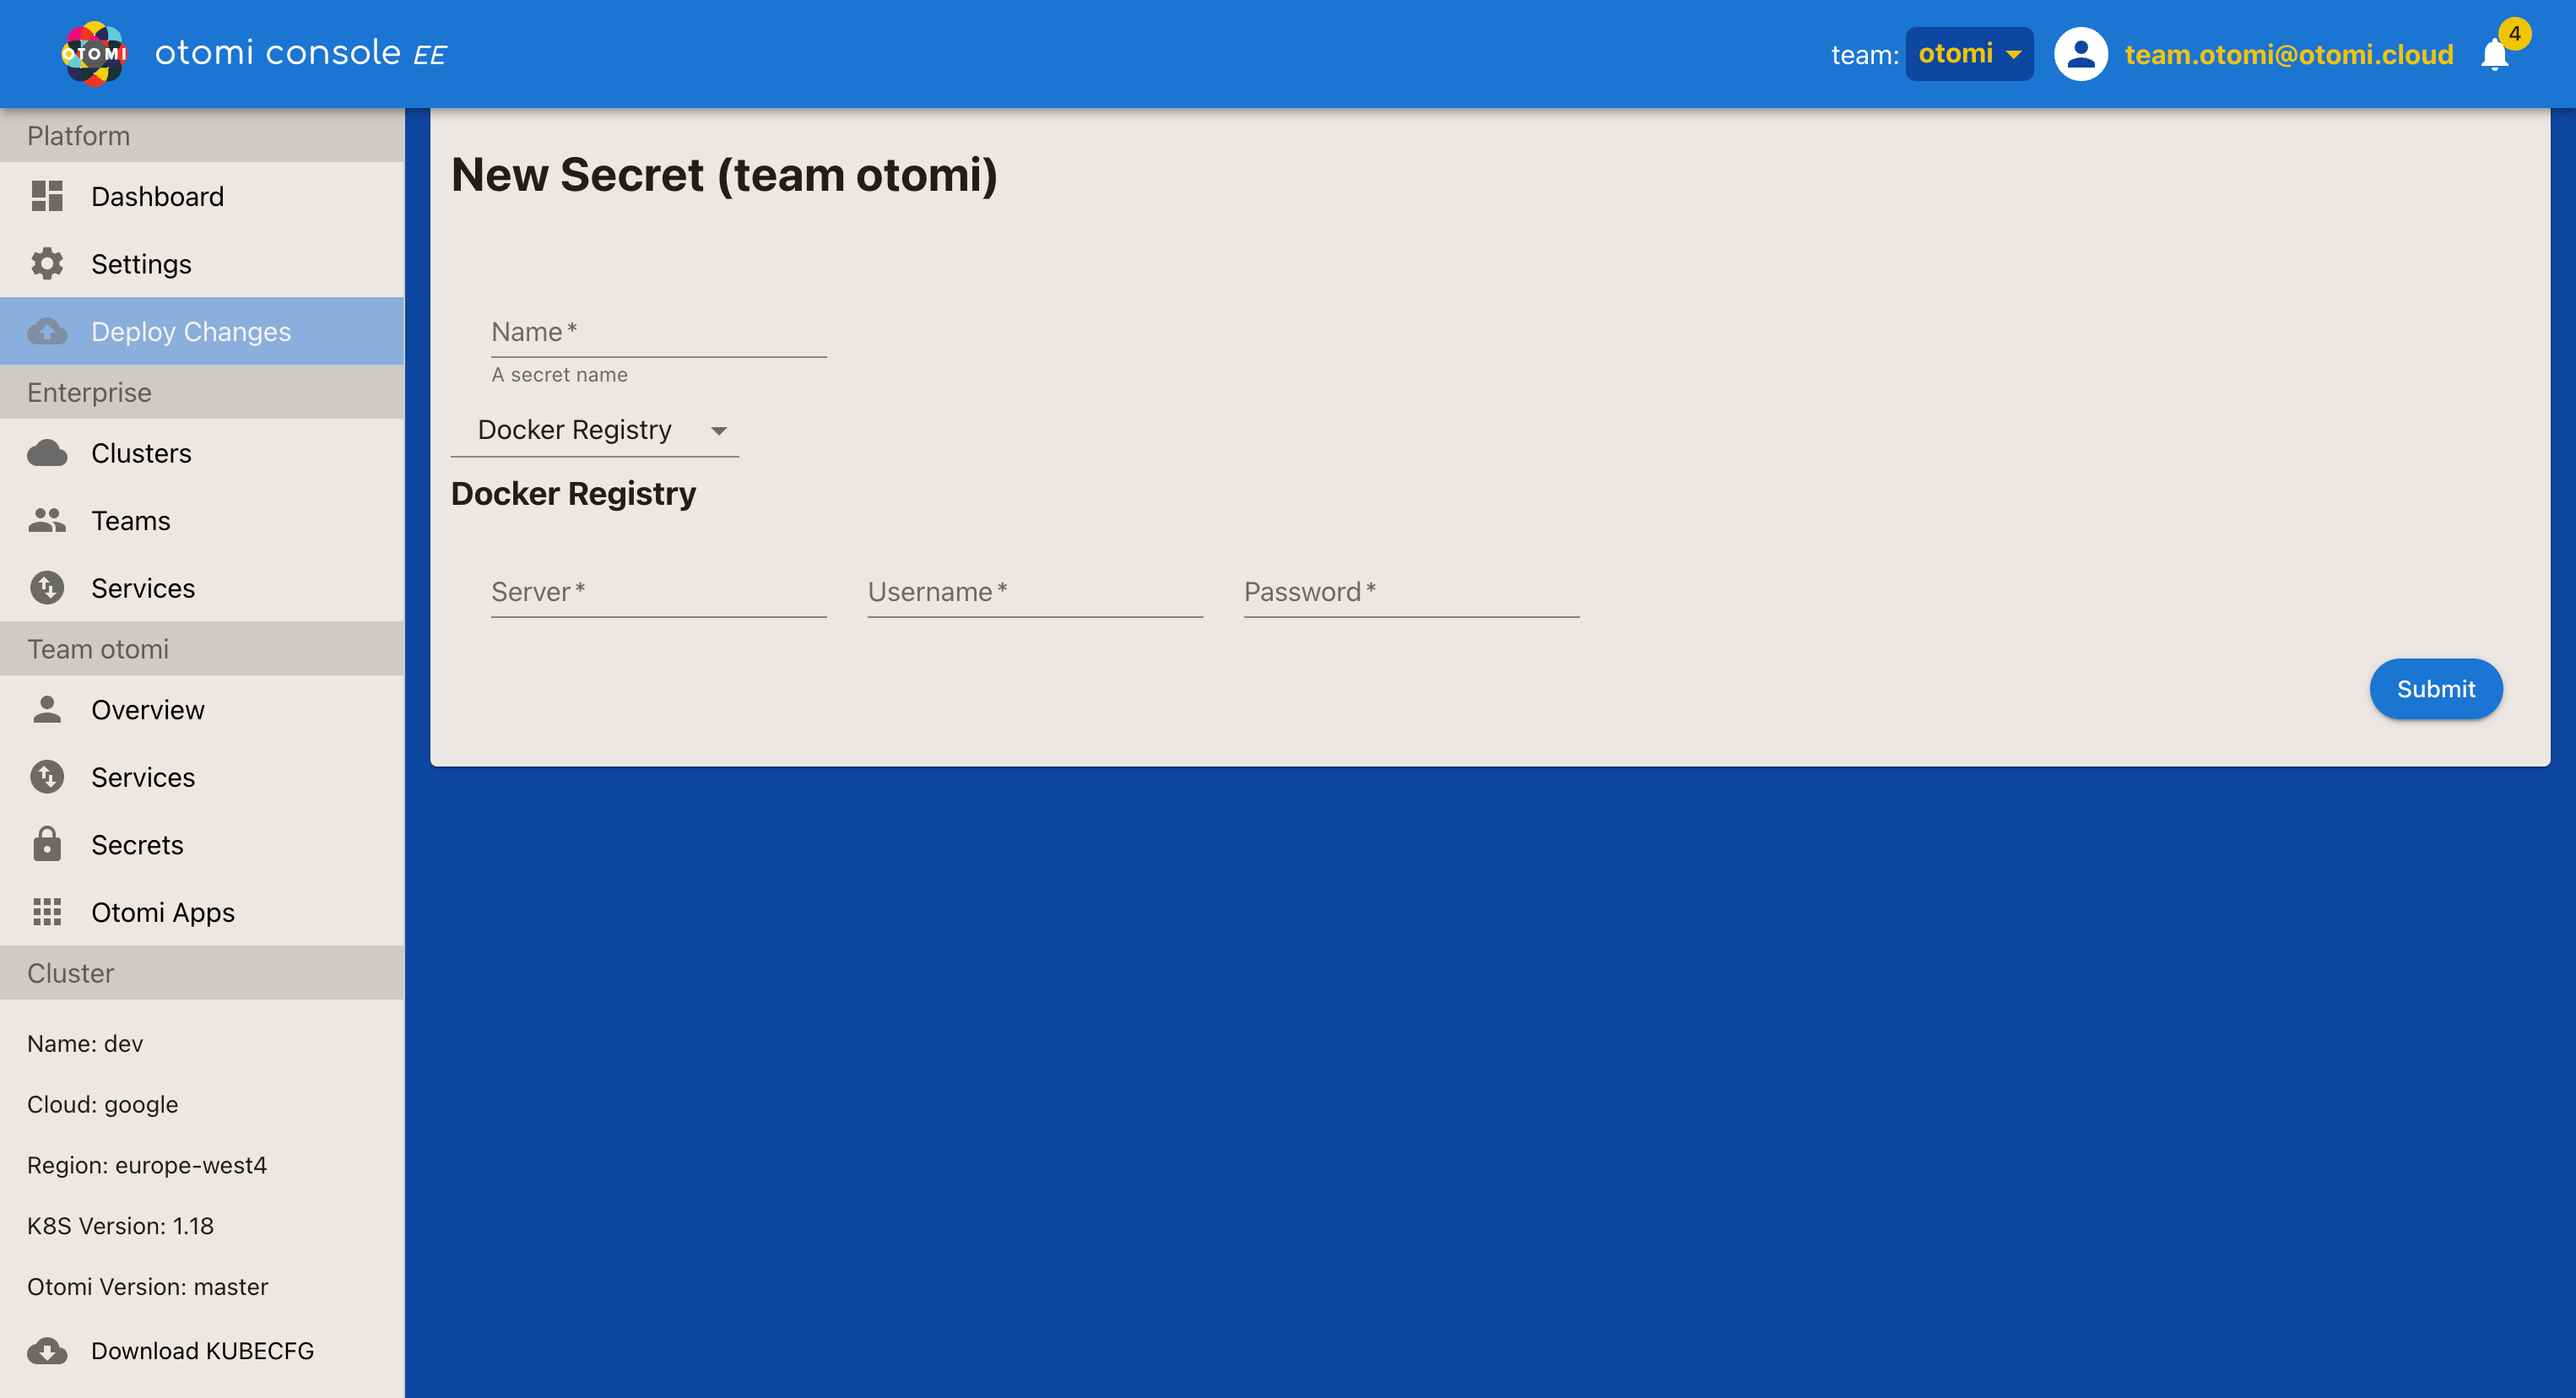 OTOMI
otomi console EE
team: otomi
team.otomi@otomi.cloud
4
Platform
Dashboard
Settings
Deploy Changes
Enterprise
Clusters
Teams
Services
Team otomi
Overview
Services
Secrets
Otomi Apps
Cluster
Name: dev
Cloud: google
Region: europe-west4
K8S Version: 1.18
Otomi Version: master
Download KUBECFG
New Secret (team otomi)
Name *
A secret name
Docker Registry
Docker Registry
Server * Username * Password *
Submit